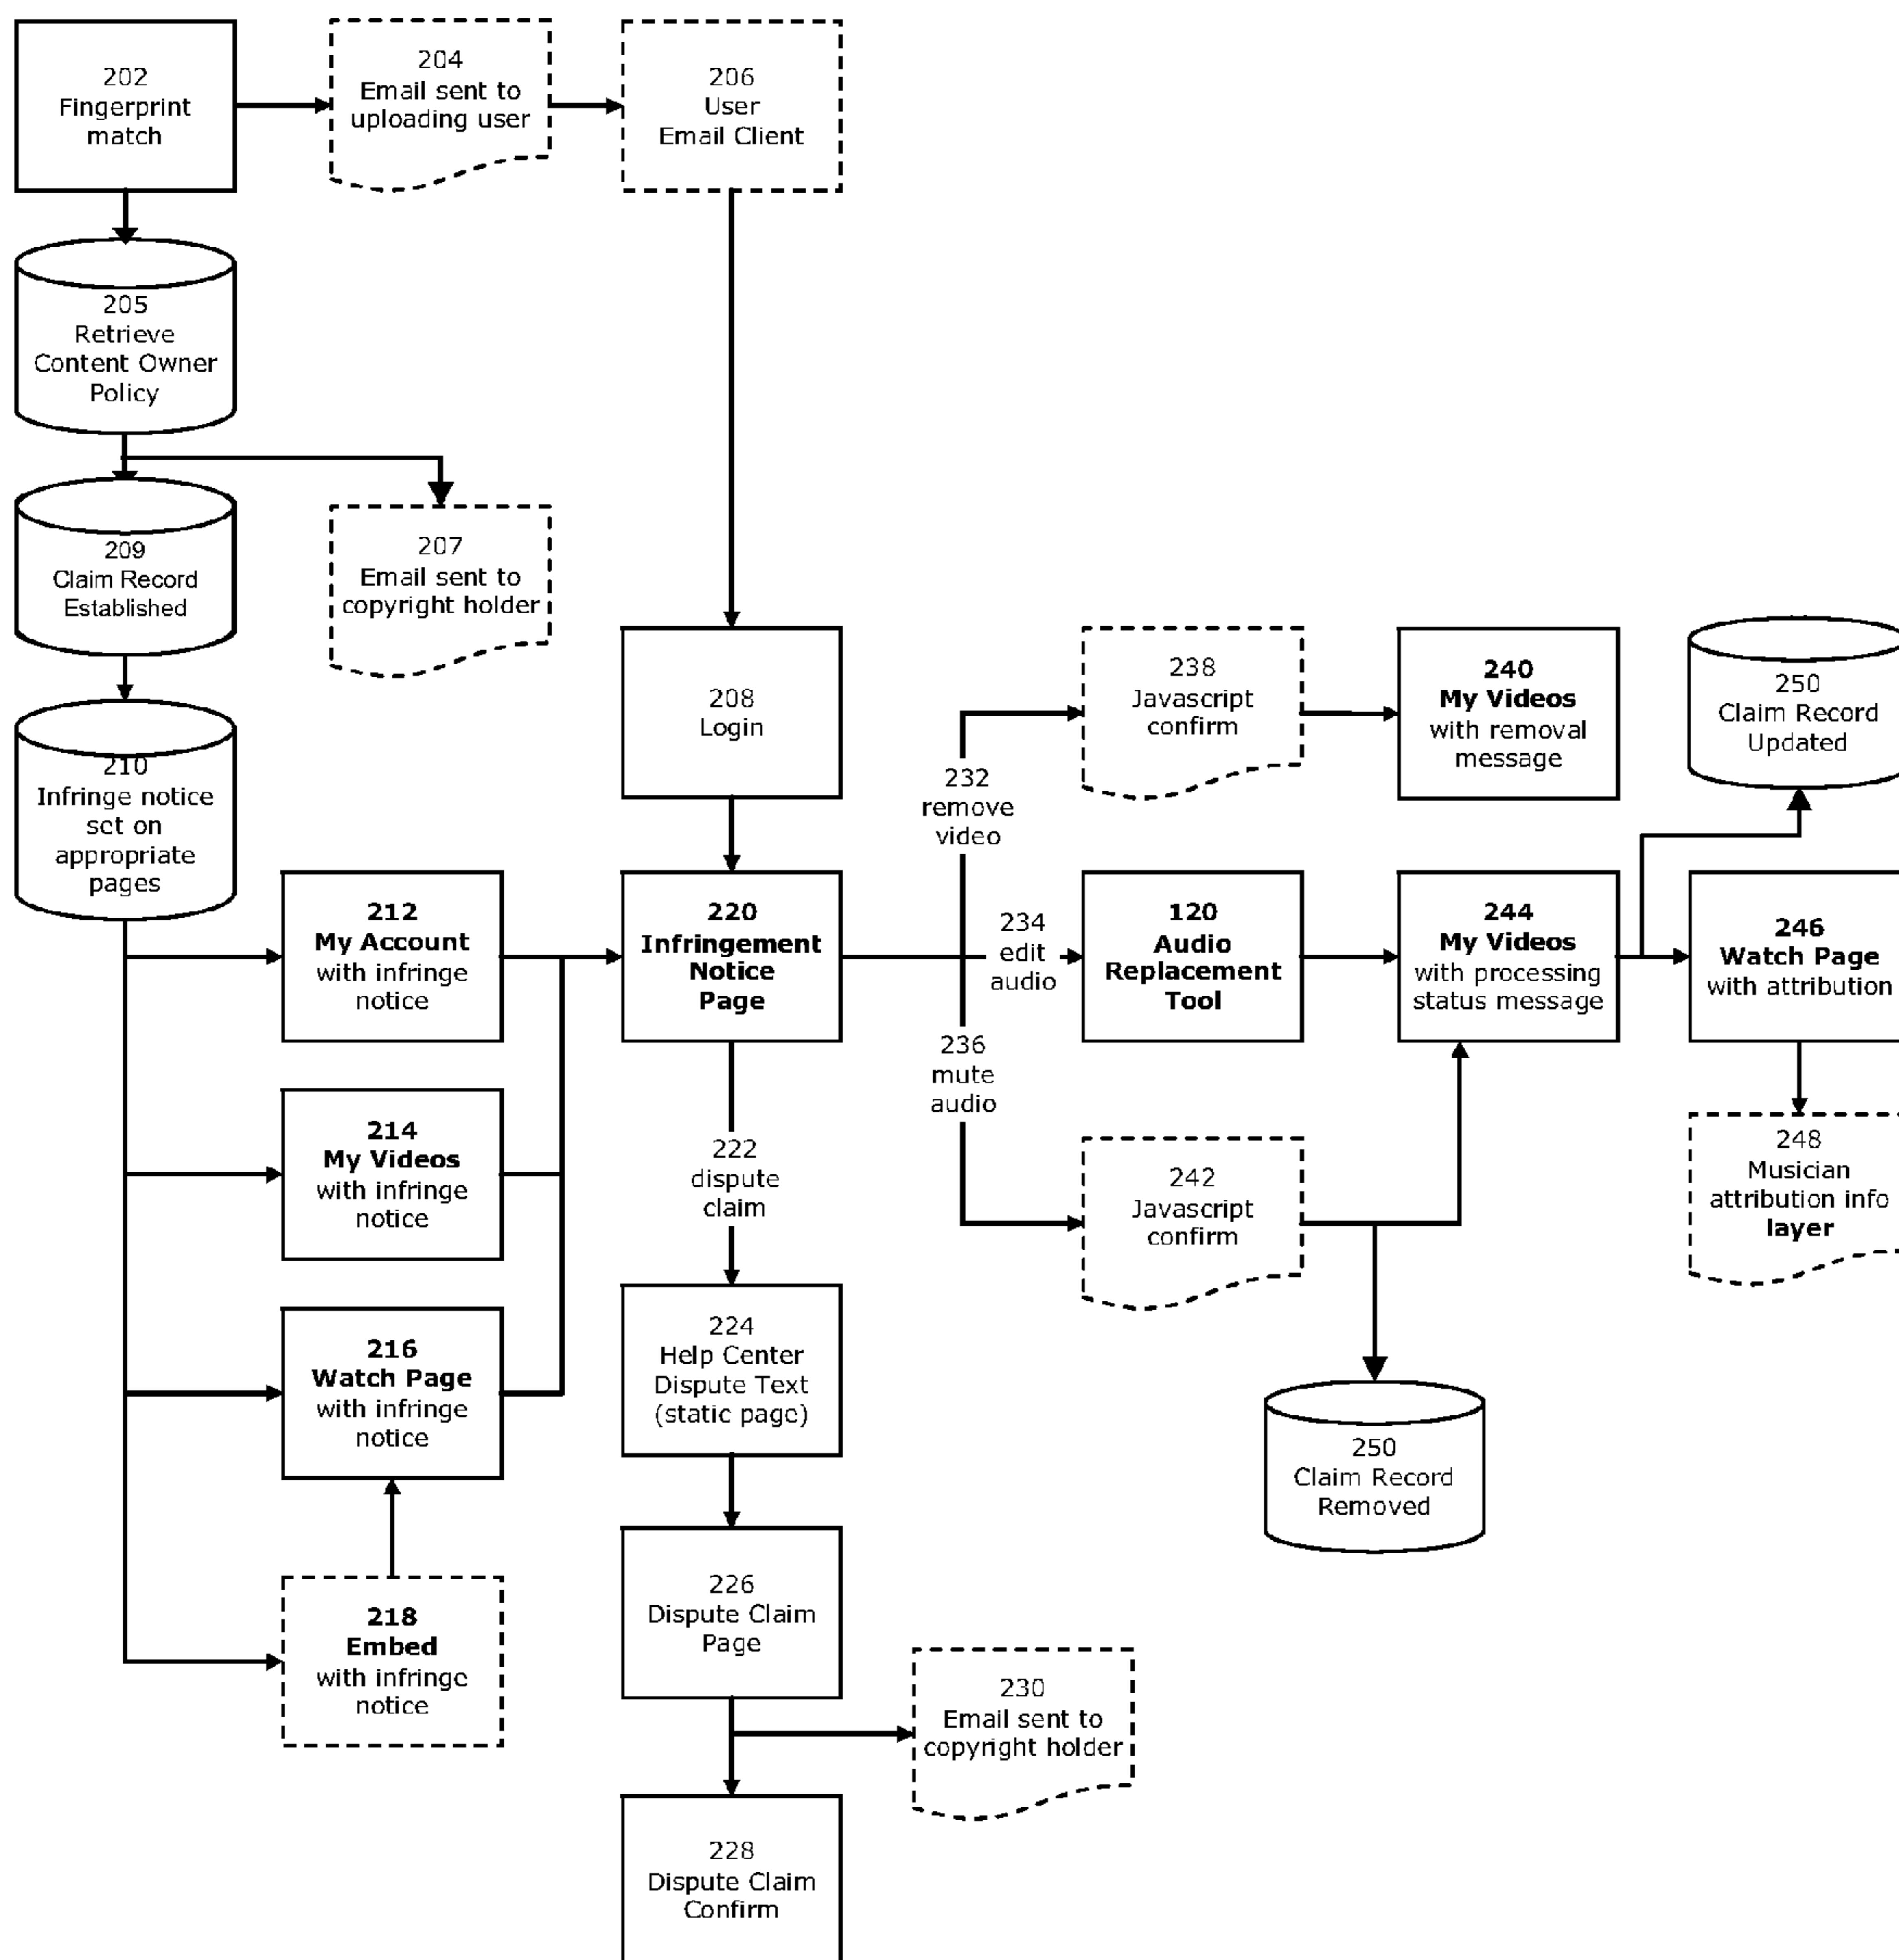 202
Fingerprint
match
204
Email sent to
uploading user
206
User
Email Client
205
Retrieve
Content Owner
Policy
209
Claim Record
Established
207
Email sent to
copyright holder
210
Infringe notice
set on
appropriate
pages
208
Login
212
My Account
with infringe
notice
214
My Videos
with infringe
notice
216
Watch Page
with infringe
notice
218
Embed
with infringe
notice
220
Infringement
Notice
Page
222
dispute
claim
224
Help Center
Dispute Text
(static page)
226
Dispute Claim
Page
230
Email sent to
copyright holder
228
Dispute Claim
Confirm
232
remove
video
234
edit
audio
236
mute
audio
238
Javascript
confirm
240
My Videos
with removal
message
250
Claim Record
Updated
120
Audio
Replacement
Tool
244
My Videos
with processing
status message
246
Watch Page
with attribution
248
Musician
attribution info
layer
242
Javascript
confirm
250
Claim Record
Removed